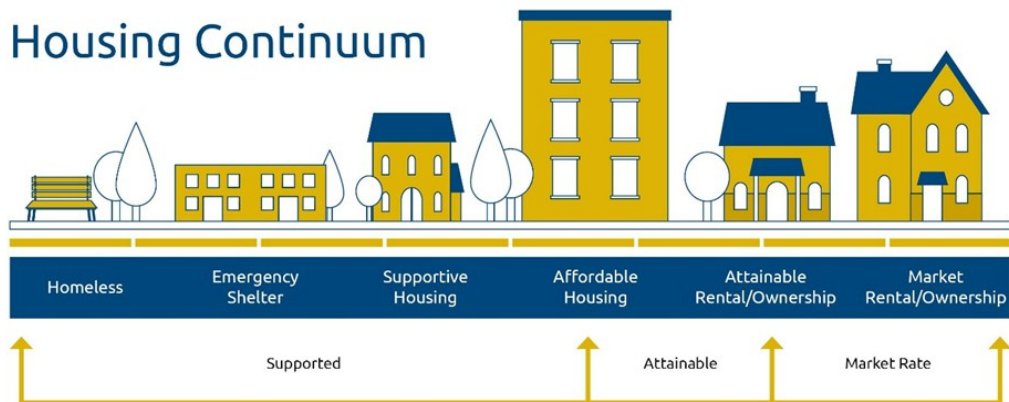 Housing Continuum
Homeless
Emergency
Shelter
Supportive
Housing
Affordable
Housing
Attainable
Rental/Ownership
Market
Rental/Ownership
Supported
Attainable
Market Rate